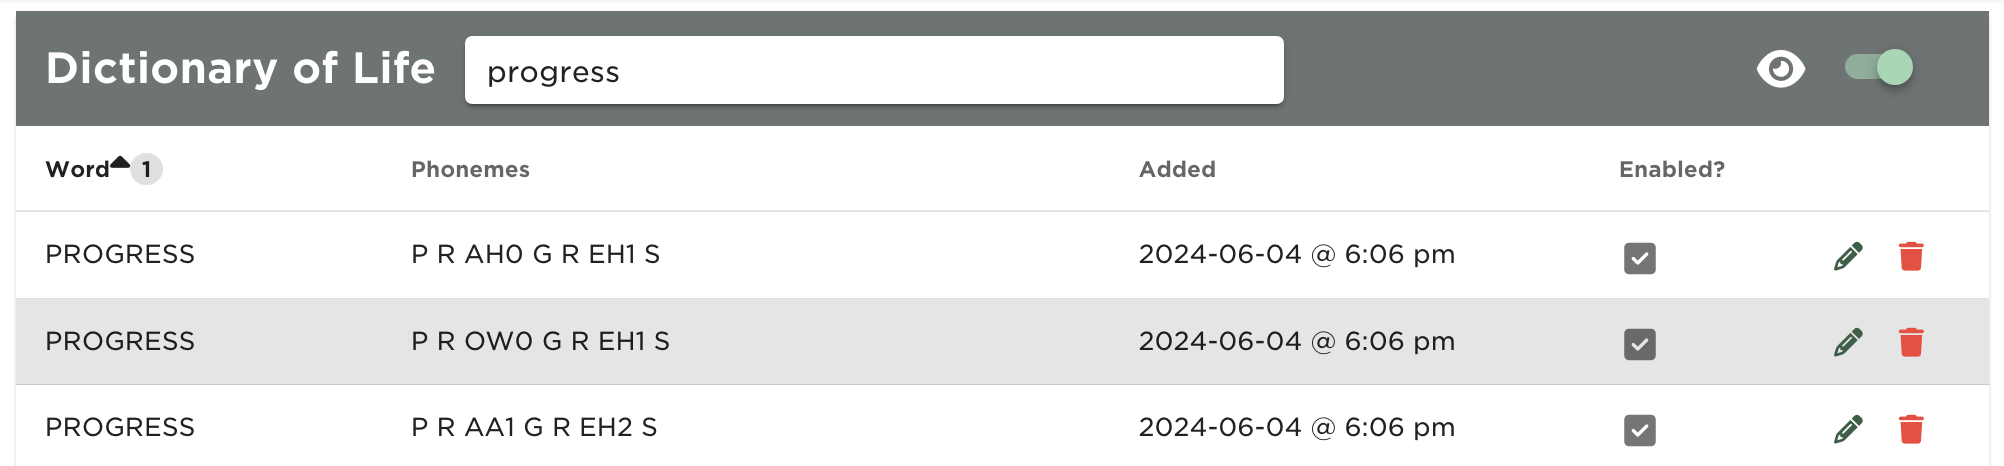 Dictionary of Life progress
Word 1 Phonemes Added Enabled?
PROGRESS P R AH0 G R EH1 S 2024-06-04 @ 6:06 pm
PROGRESS P R OW0 G R EH1 S 2024-06-04 @ 6:06 pm
PROGRESS P R AA1 G R EH2 S 2024-06-04 @ 6:06 pm